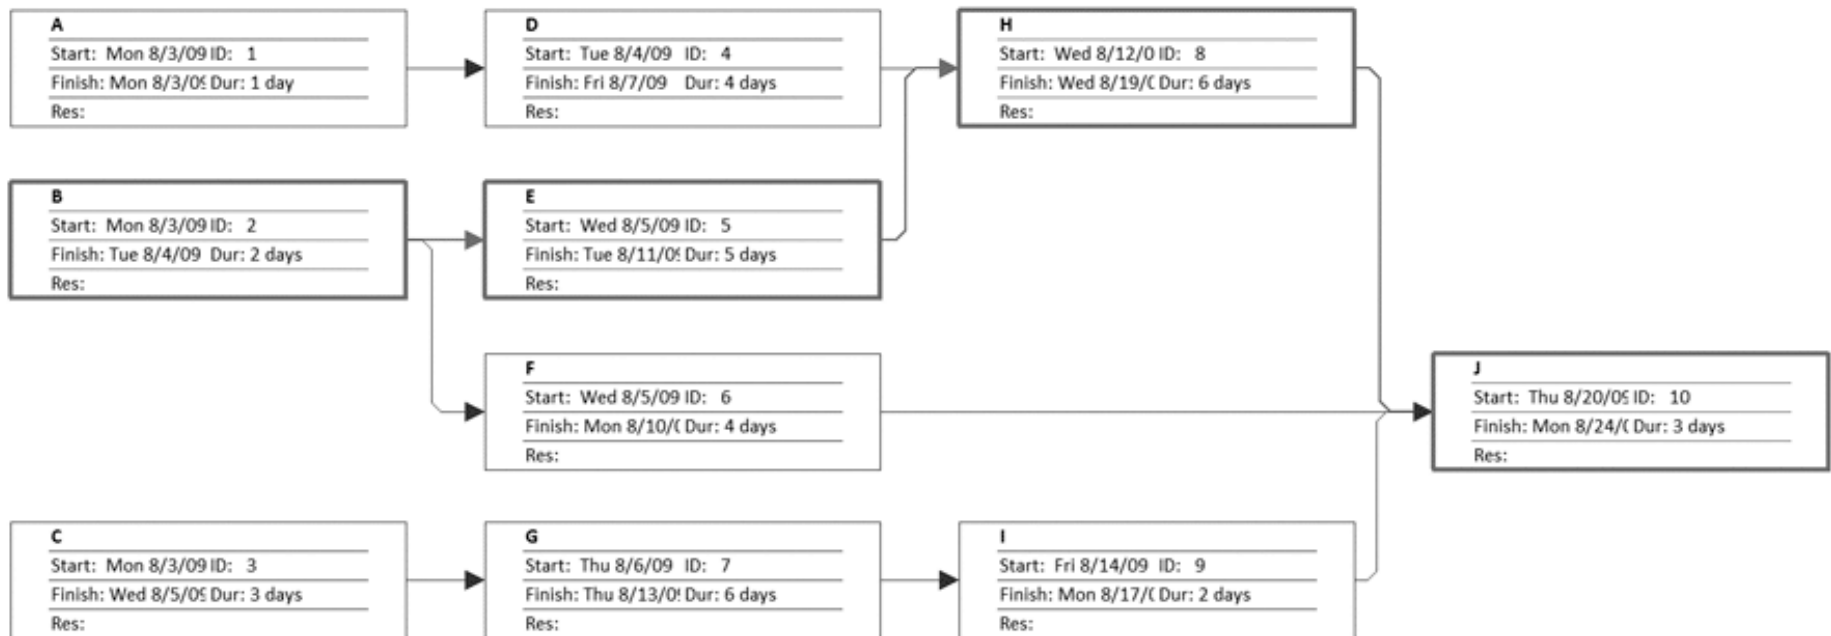 A
Start: Mon 8/3/09 ID: 1
Finish: Mon 8/3/09 Dur: 1 day
Res:
D
Start: Tue 8/4/09 ID: 4
Finish: Fri 8/7/09 Dur: 4 days
Res:
H
Start: Wed 8/12/0 ID: 8
Finish: Wed 8/19/( Dur: 6 days
Res:
B
Start: Mon 8/3/09 ID: 2
Finish: Tue 8/4/09 Dur: 2 days
Res:
E
Start: Wed 8/5/09 ID: 5
Finish: Tue 8/11/09 Dur: 5 days
Res:
F
Start: Wed 8/5/09 ID: 6
Finish: Mon 8/10/( Dur: 4 days
Res:
J
Start: Thu 8/20/09 ID: 10
Finish: Mon 8/24/( Dur: 3 days
Res:
C
Start: Mon 8/3/09 ID: 3
Finish: Wed 8/5/09 Dur: 3 days
Res:
G
Start: Thu 8/6/09 ID: 7
Finish: Thu 8/13/09 Dur: 6 days
Res:
I
Start: Fri 8/14/09 ID: 9
Finish: Mon 8/17/( Dur: 2 days
Res: